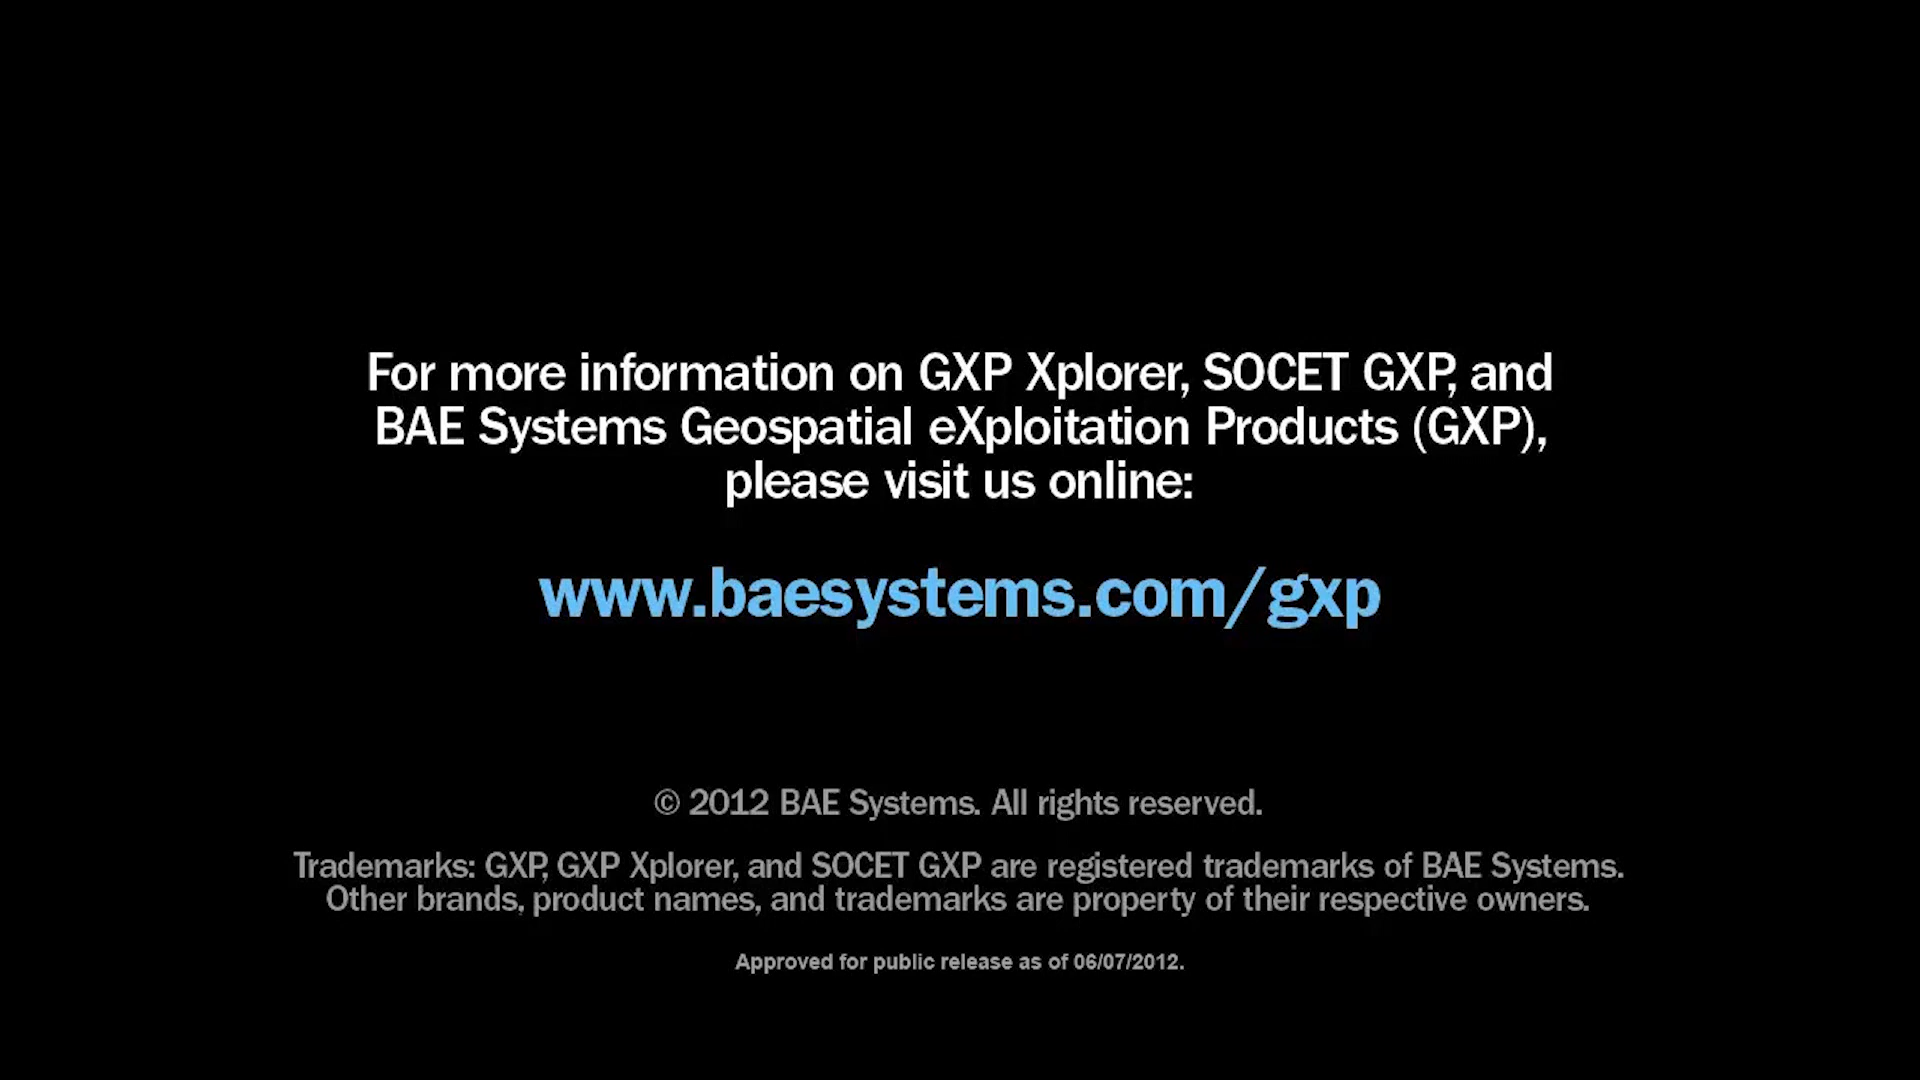 For more information on GXP Xplorer, SOCET GXP, and
BAE Systems Geospatial eXploitation Products (GXP),
please visit us online:
www.baesystems.com/gxp
© 2012 BAE Systems. All rights reserved.
Trademarks: GXP, GXP Xplorer, and SOCET GXP are registered trademarks of BAE Systems.
Other brands, product names, and trademarks are property of their respective owners.
Approved for public release as of 06/07/2012.